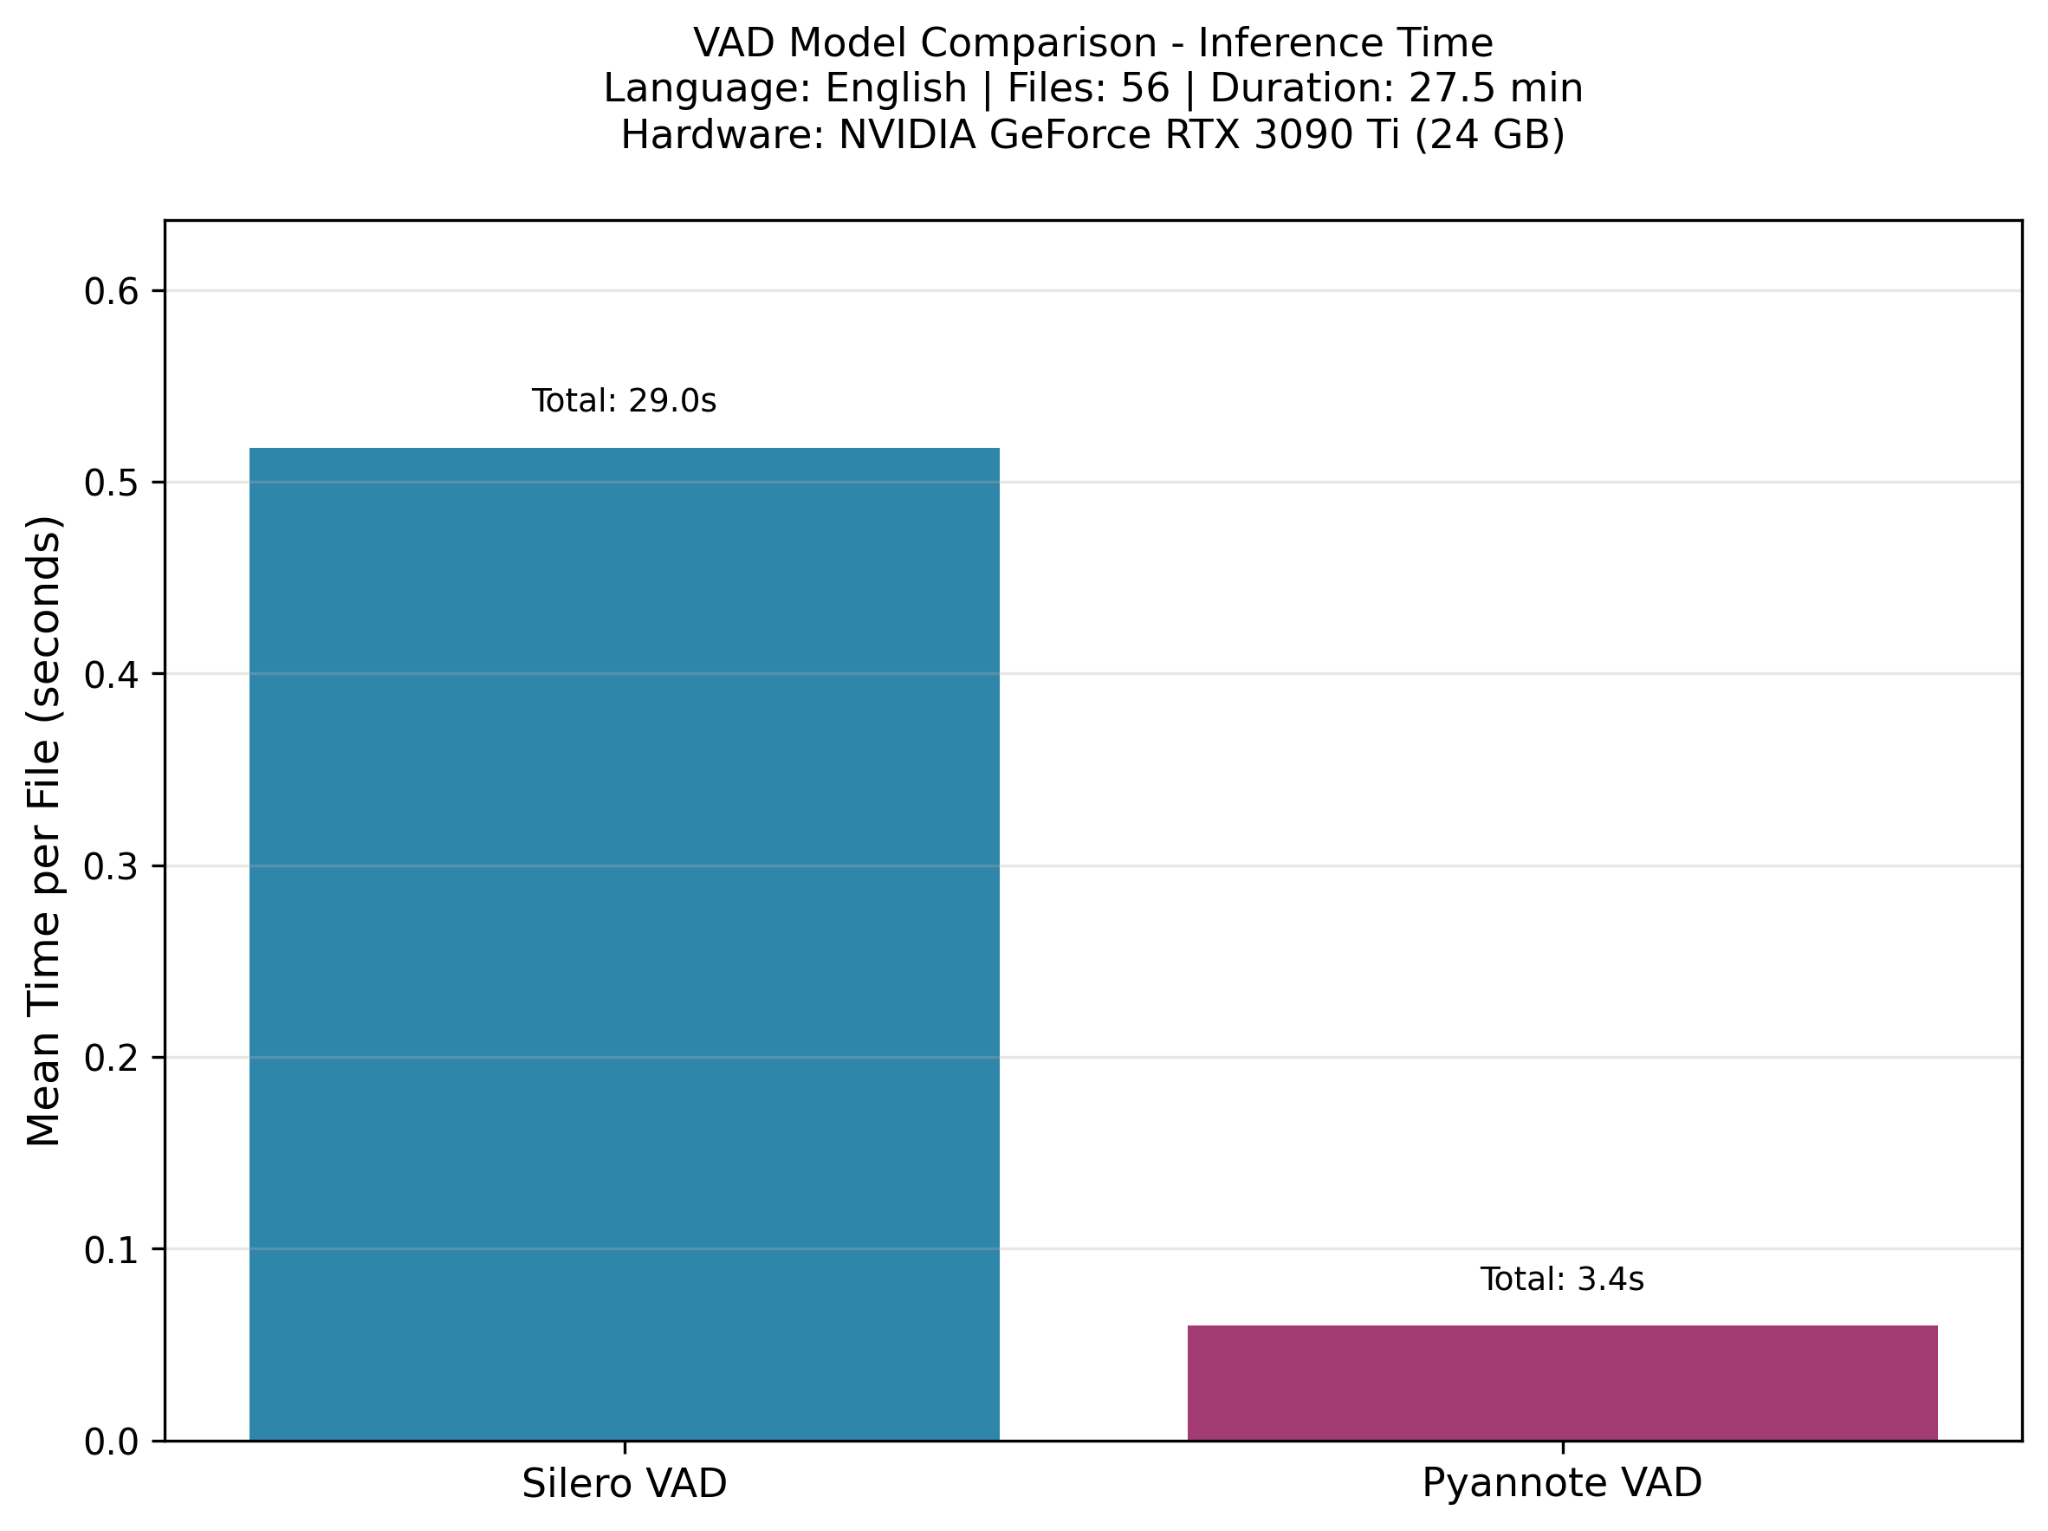 VAD Model Comparison - Inference Time
Language: English | Files: 56 | Duration: 27.5 min
Hardware: NVIDIA GeForce RTX 3090 Ti (24 GB)
Mean Time per File (seconds)
0.6
0.5
0.4
0.3
0.2
0.1
0.0
Total: 29.0s
Total: 3.4s
Silero VAD
Pyannote VAD